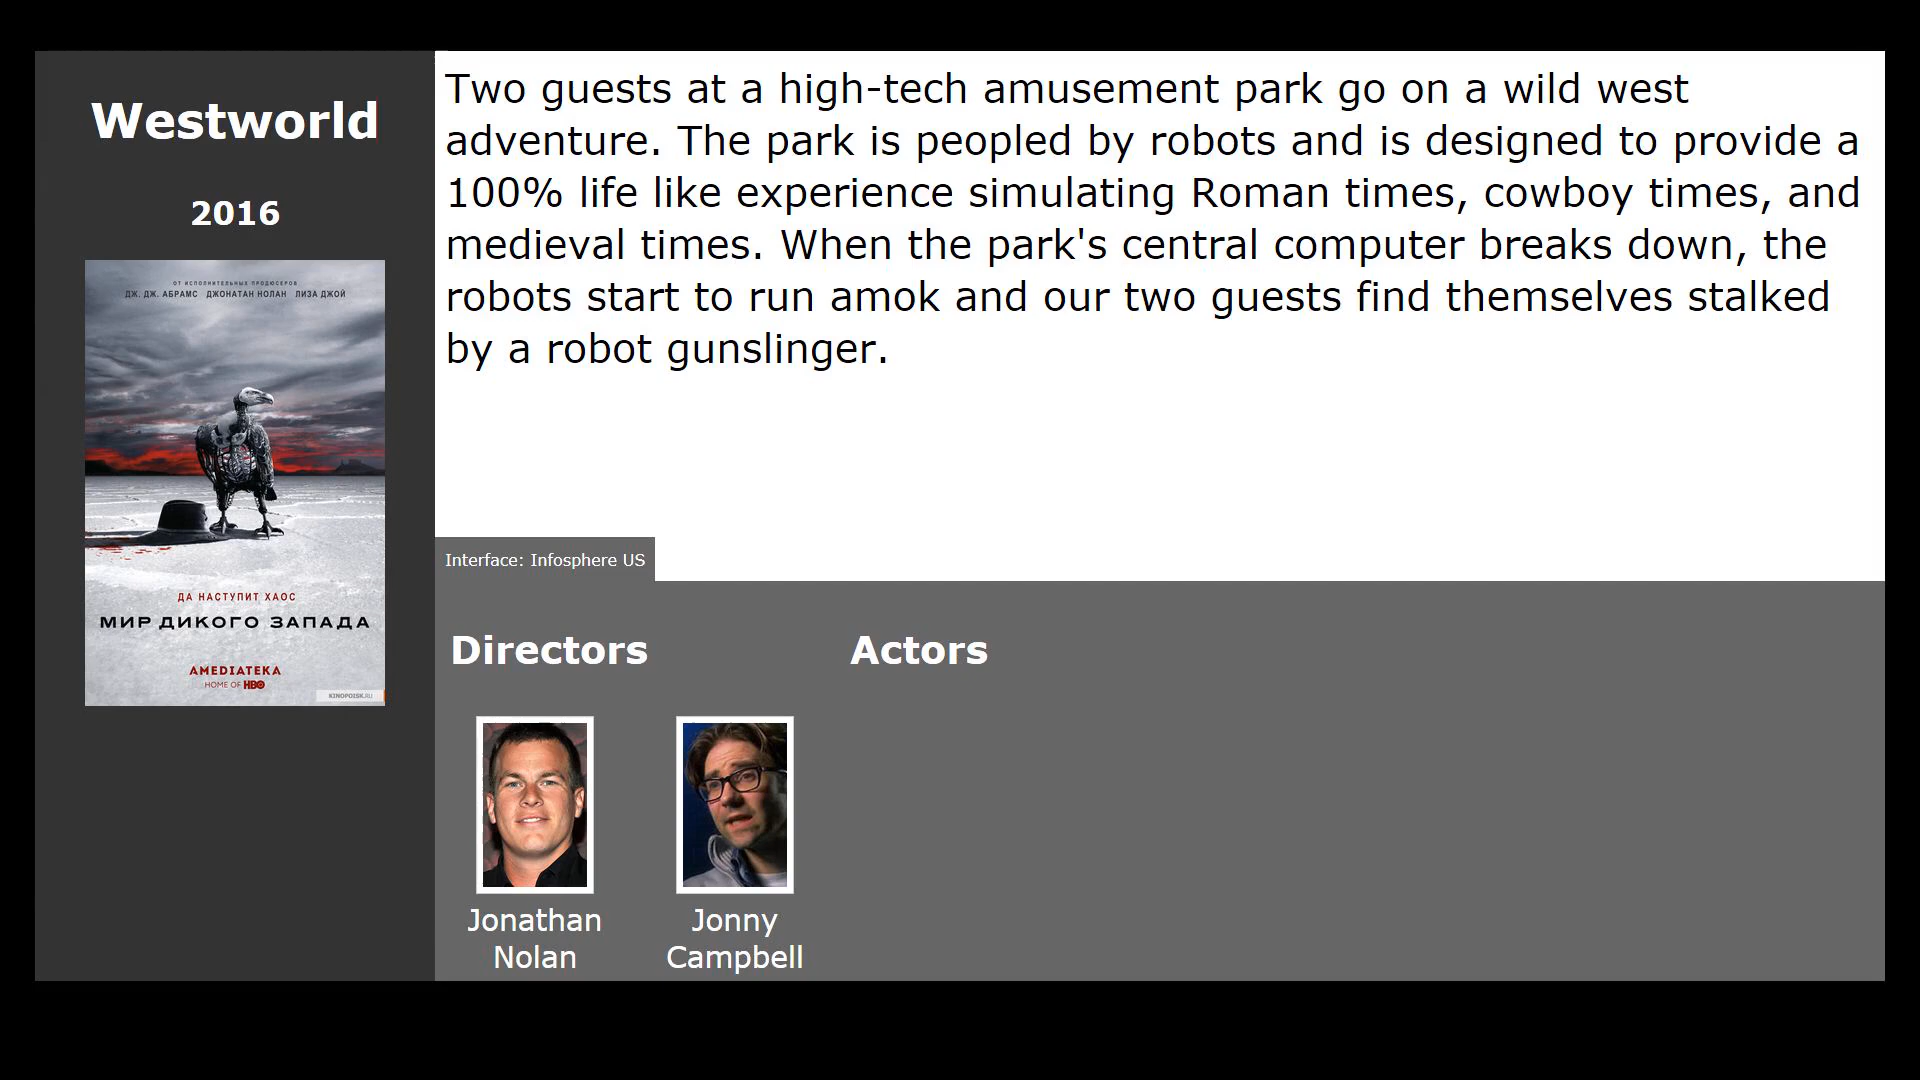 Westworld
2016
ОТ ИСПОЛНИТЕЛЬНЫХ ПРОДЮСЕРОВ
ДЖ. ДЖ. АБРАМС ДЖОНАТАН НОЛАН ЛИЗА ДЖОЙ
ДА НАСТУПИТ ХАОС
МИР ДИКОГО ЗАПАДА
AMEDIATEKA
HOME OF HBO
KINOPOISK.RU
Two guests at a high-tech amusement park go on a wild west
adventure. The park is peopled by robots and is designed to provide a
100% life like experience simulating Roman times, cowboy times, and
medieval times. When the park's central computer breaks down, the
robots start to run amok and our two guests find themselves stalked
by a robot gunslinger.
Interface: Infosphere US
Directors
Actors
Jonathan
Nolan
Jonny
Campbell